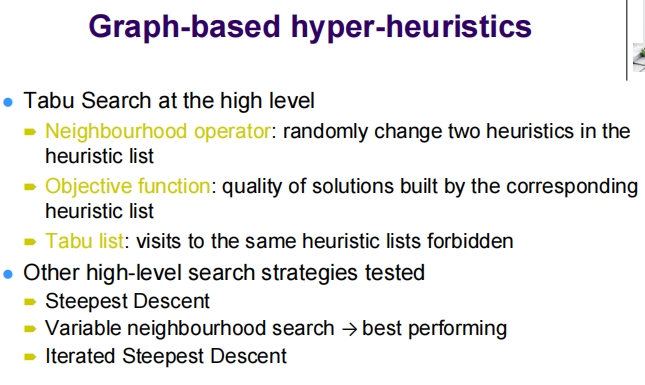 Graph-based hyper-heuristics
Tabu Search at the high level
Neighbourhood operator: randomly change two heuristics in the
heuristic list
Objective function: quality of solutions built by the corresponding
heuristic list
Tabu list: visits to the same heuristic lists forbidden
Other high-level search strategies tested
Steepest Descent
Variable neighbourhood search → best performing
Iterated Steepest Descent